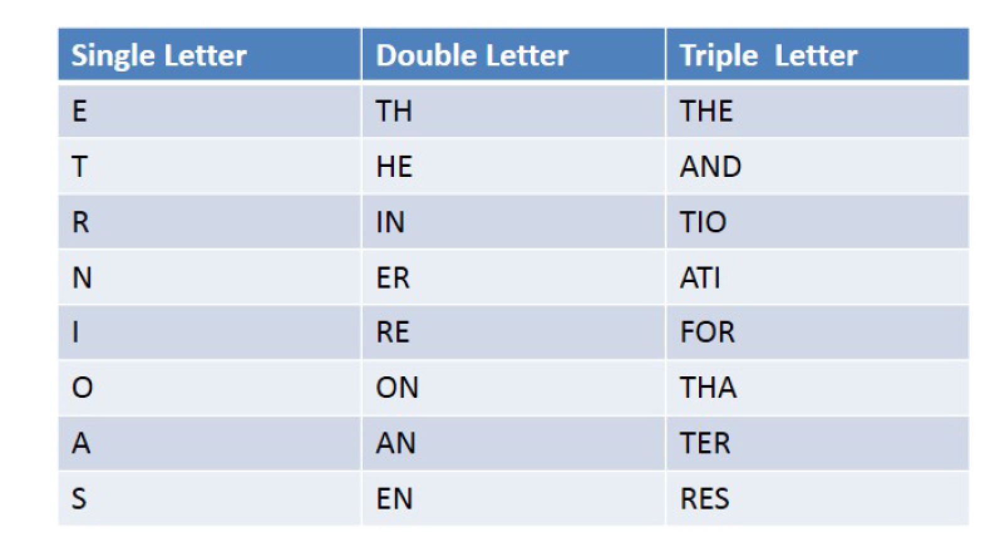 Single Letter Double Letter Triple  Letter
E TH THE
T HE AND
R IN TIO
N ER ATI
I RE FOR
O ON THA
A AN TER
S EN RES